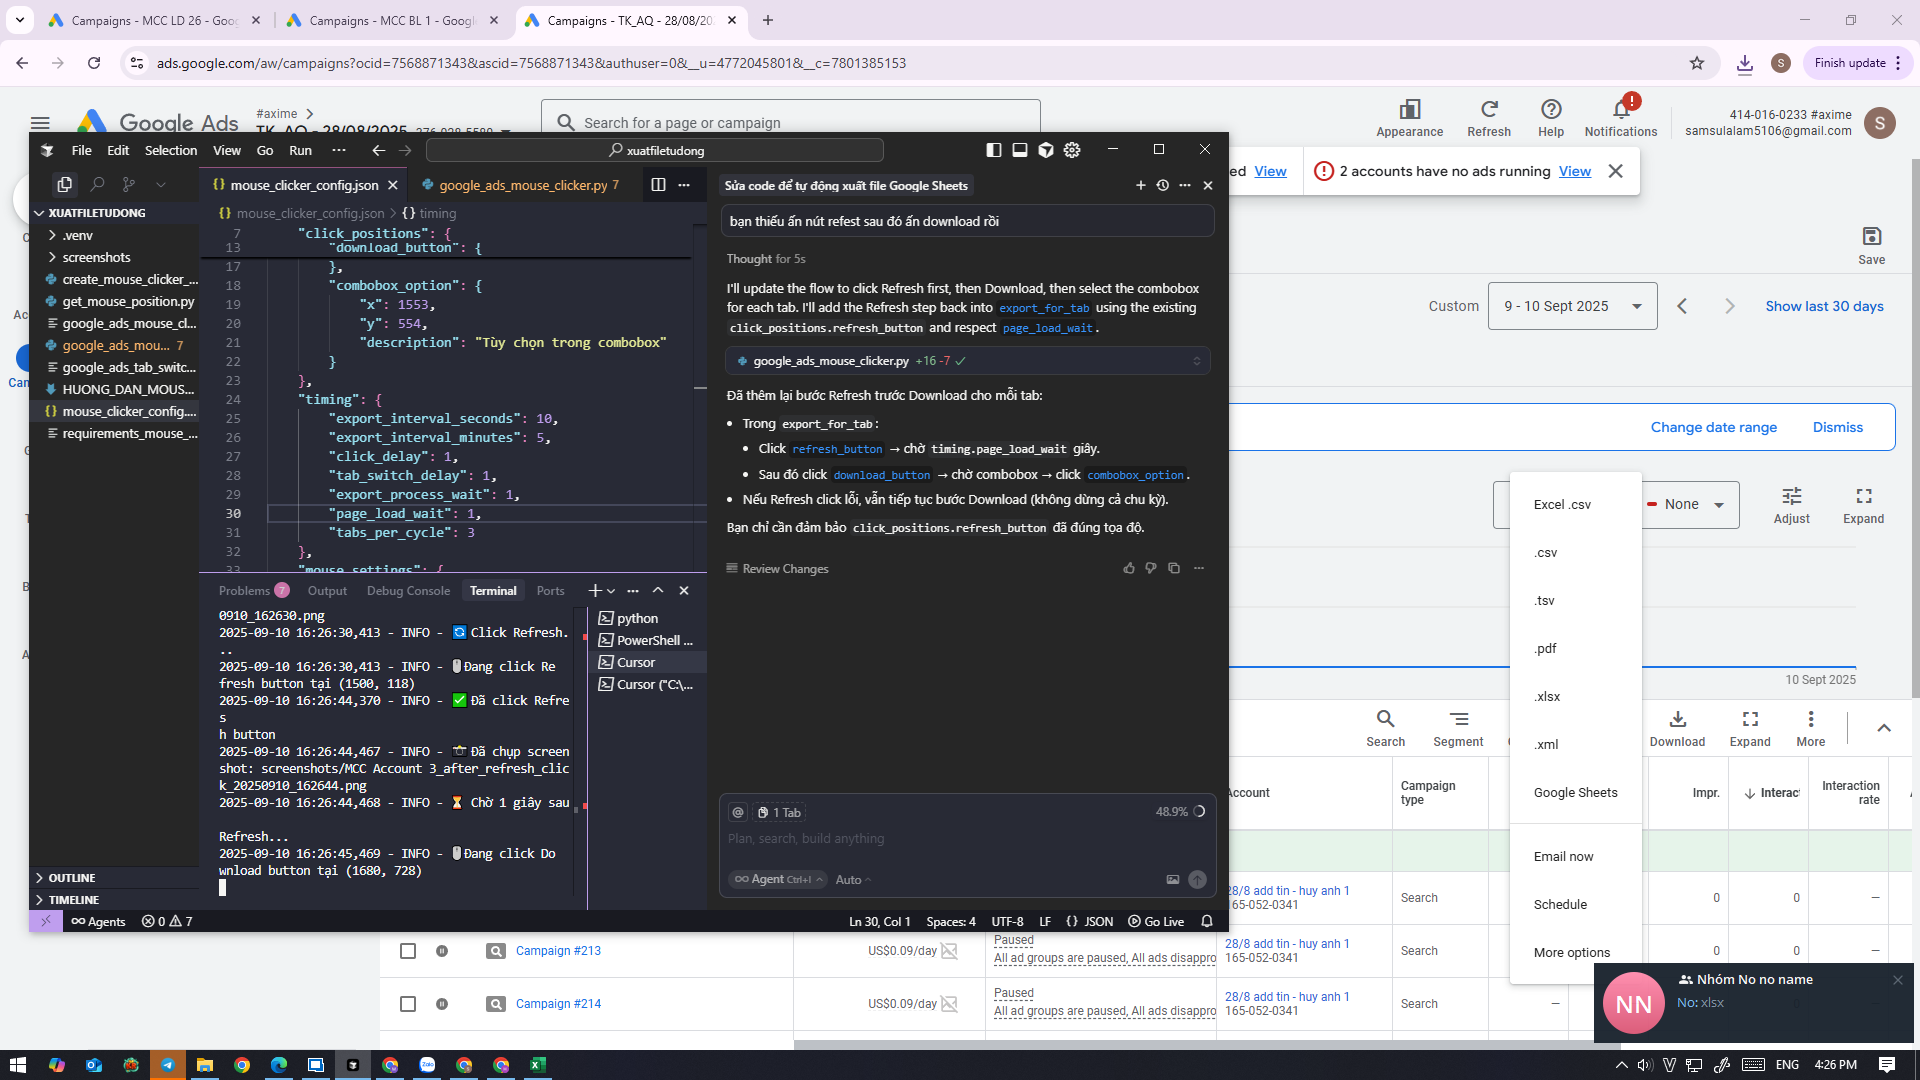 Campaigns - MCC LD 26 - Goog
Campaigns - MCC BL 1 - Google
Campaigns - TK_AQ - 28/08/202
ads.google.com/aw/campaigns?ocid=7568871343&ascid=7568871343&authuser=0&__u=4772045801&__c=7801385153
S
Finish update
Google Ads
#axime
TK_AQ - 28/08/2025
Search for a page or campaign
Appearance
Refresh
Help
Notifications
414-016-0233 #axime
samsulalam5106@gmail.com
S
ed View
2 accounts have no ads running View
Save
Custom
9 - 10 Sept 2025
Show last 30 days
Change date range
Dismiss
None
Adjust
Expand
10 Sept 2025
Excel .csv
.csv
.tsv
.pdf
.xlsx
.xml
Google Sheets
Email now
Schedule
More options
Search
Segment
Download
Expand
More
Account
Campaign type
Impr.
Interac
Interaction rate
28/8 add tin - huy anh 1
165-052-0341
Search
0
0
—
Campaign #213
US$0.09/day
Paused
All ad groups are paused, All ads disappro
28/8 add tin - huy anh 1
165-052-0341
Search
0
0
—
Campaign #214
US$0.09/day
Paused
All ad groups are paused, All ads disappro
28/8 add tin - huy anh 1
165-052-0341
Search
—
File Edit Selection View Go Run ···
xuatfiletudong
XUATFILETUDONG
.venv
screenshots
create_mouse_clicker_...
get_mouse_position.py
google_ads_mouse_cl...
google_ads_mou... 7
google_ads_tab_switc...
HUONG_DAN_MOUS...
mouse_clicker_config....
requirements_mouse_...
OUTLINE
TIMELINE
mouse_clicker_config.json
google_ads_mouse_clicker.py 7
mouse_clicker_config.json > {} timing
7 "click_positions": {
13 "download_button": {
17 },
18 "combobox_option": {
19 "x": 1553,
20 "y": 554,
21 "description": "Tùy chọn trong combobox"
22 }
23 },
24 "timing": {
25 "export_interval_seconds": 10,
26 "export_interval_minutes": 5,
27 "click_delay": 1,
28 "tab_switch_delay": 1,
29 "export_process_wait": 1,
30 "page_load_wait": 1,
31 "tabs_per_cycle": 3
32 },
33 "mouse_settings": {
Problems 7 Output Debug Console Terminal Ports
0910_162630.png
2025-09-10 16:26:30,413 - INFO - 🔄 Click Refresh.
..
2025-09-10 16:26:30,413 - INFO - 🖱️Đang click Re
fresh button tại (1500, 118)
2025-09-10 16:26:44,370 - INFO - ✅ Đã click Refre
s
h button
2025-09-10 16:26:44,467 - INFO - 📸 Đã chụp screen
shot: screenshots/MCC Account 3_after_refresh_clic
k_20250910_162644.png
2025-09-10 16:26:44,468 - INFO - ⏳ Chờ 1 giây sau
Refresh...
2025-09-10 16:26:45,469 - INFO - 🖱️Đang click Do
wnload button tại (1680, 728)
python
PowerShell ...
Cursor
Cursor ("C:\...
Sửa code để tự động xuất file Google Sheets
bạn thiếu ấn nút refest sau đó ấn download rồi
Thought for 5s
I'll update the flow to click Refresh first, then Download, then select the combobox
for each tab. I'll add the Refresh step back into export_for_tab using the existing
click_positions.refresh_button and respect page_load_wait.
google_ads_mouse_clicker.py +16 -7
Đã thêm lại bước Refresh trước Download cho mỗi tab:
• Trong export_for_tab:
• Click refresh_button → chờ timing.page_load_wait giây.
• Sau đó click download_button → chờ combobox → click combobox_option.
• Nếu Refresh click lỗi, vẫn tiếp tục bước Download (không dừng cả chu kỳ).
Bạn chỉ cần đảm bảo click_positions.refresh_button đã đúng tọa độ.
Review Changes
@ 1 Tab
48.9%
Plan, search, build anything
Agent Ctrl+I
Auto
Agents
0 7
Ln 30, Col 1
Spaces: 4
UTF-8
LF
{} JSON
Go Live
NN
Nhóm No no name
No: xlsx
Zalo
ENG
4:26 PM